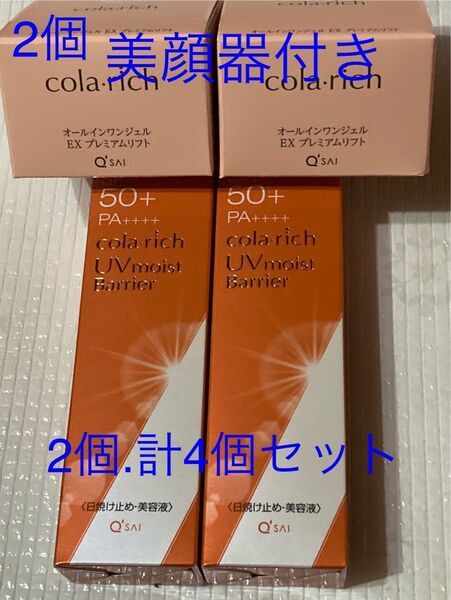 2個 美顔器付き
cola・rich
オールインワンジェル
EX プレミアムリフト
Q'SAI
cola・rich
オールインワンジェル
EX プレミアムリフト
Q'SAI
50+
PA++++
cola・rich
UVmoist
Barrier
50+
PA++++
cola・rich
UVmoist
Barrier
2個.計4個セット
〈日焼け止め・美容液〉
Q'SAI
〈日焼け止め・美容液〉
Q'SAI